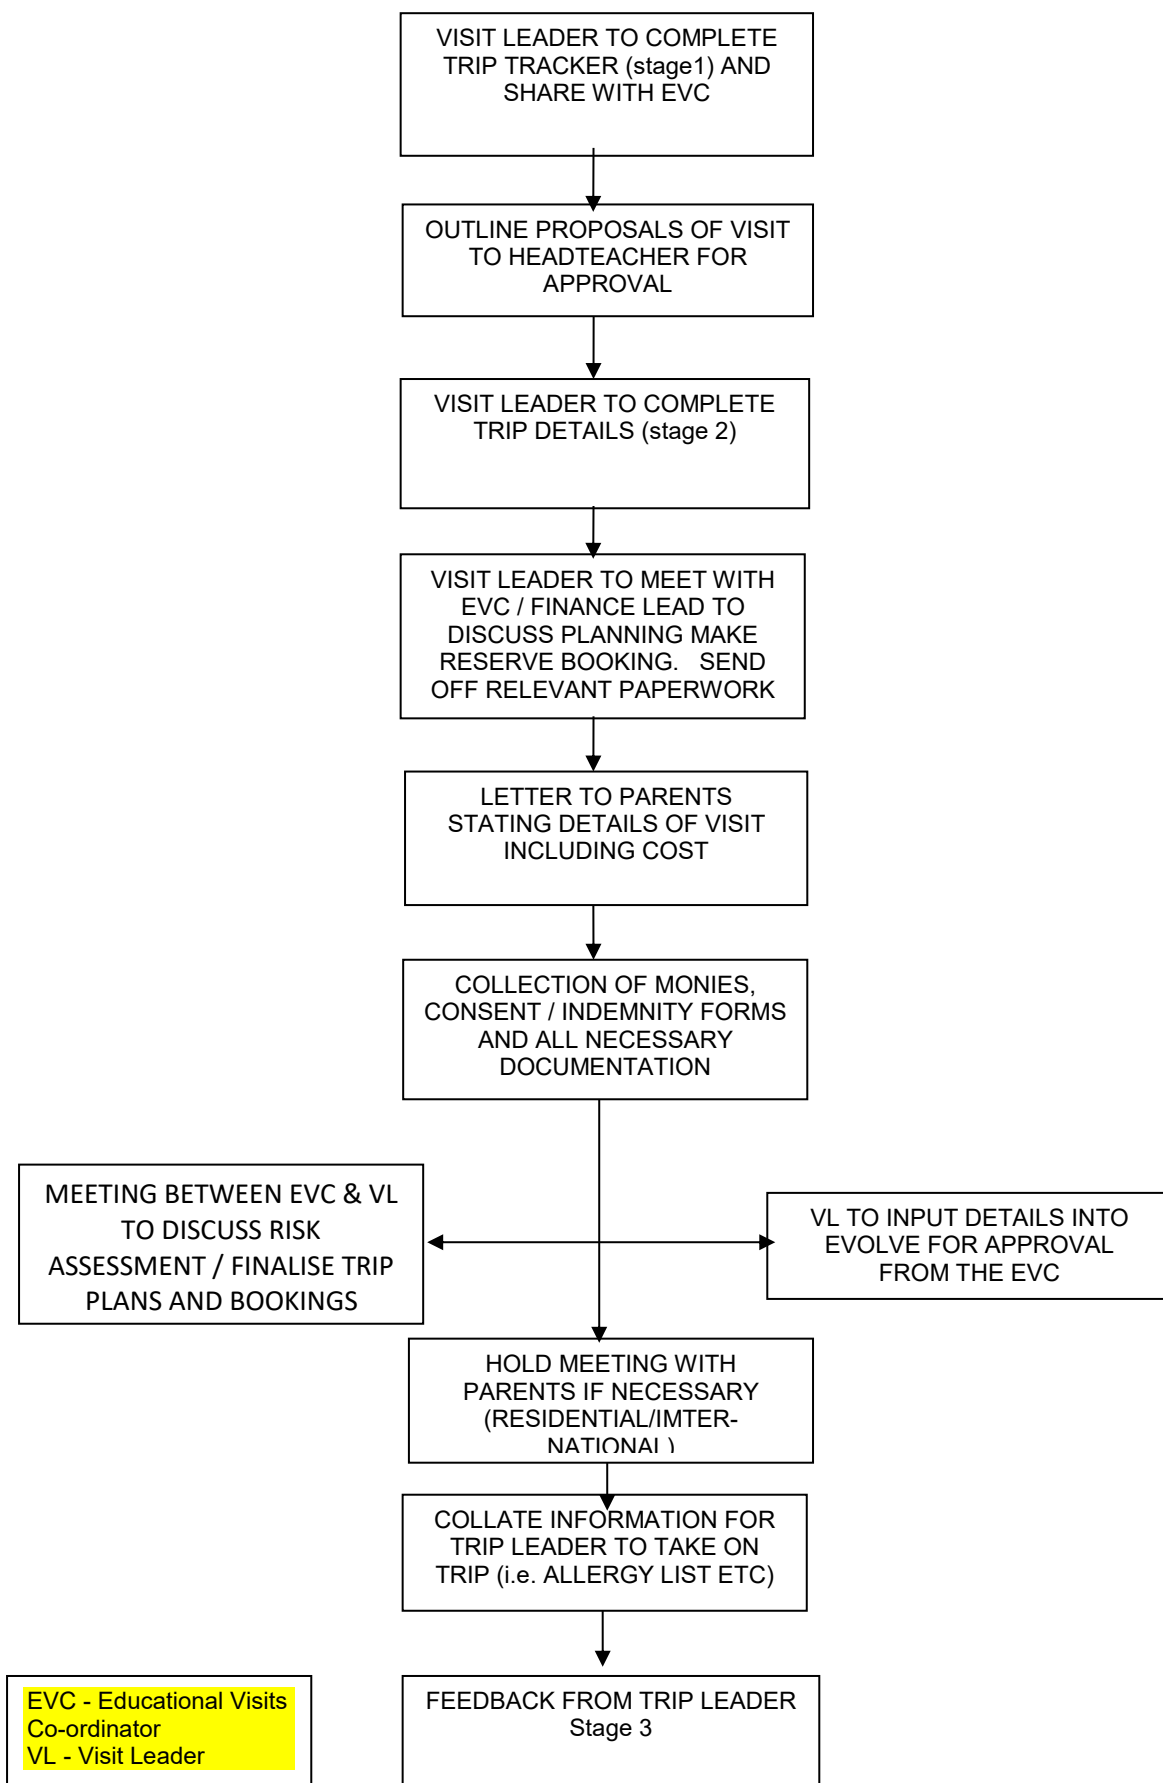 VISIT LEADER TO COMPLETE
TRIP TRACKER (stage1) AND
SHARE WITH EVC
OUTLINE PROPOSALS OF VISIT
TO HEADTEACHER FOR
APPROVAL
VISIT LEADER TO COMPLETE
TRIP DETAILS (stage 2)
VISIT LEADER TO MEET WITH
EVC / FINANCE LEAD TO
DISCUSS PLANNING MAKE
RESERVE BOOKING. SEND
OFF RELEVANT PAPERWORK
LETTER TO PARENTS
STATING DETAILS OF VISIT
INCLUDING COST
COLLECTION OF MONIES,
CONSENT / INDEMNITY FORMS
AND ALL NECESSARY
DOCUMENTATION
MEETING BETWEEN EVC & VL
TO DISCUSS RISK
ASSESSMENT / FINALISE TRIP
PLANS AND BOOKINGS
VL TO INPUT DETAILS INTO
EVOLVE FOR APPROVAL
FROM THE EVC
HOLD MEETING WITH
PARENTS IF NECESSARY
(RESIDENTIAL/IMTER-
NATIONAL)
COLLATE INFORMATION FOR
TRIP LEADER TO TAKE ON
TRIP (i.e. ALLERGY LIST ETC)
EVC - Educational Visits
Co-ordinator
VL - Visit Leader
FEEDBACK FROM TRIP LEADER
Stage 3